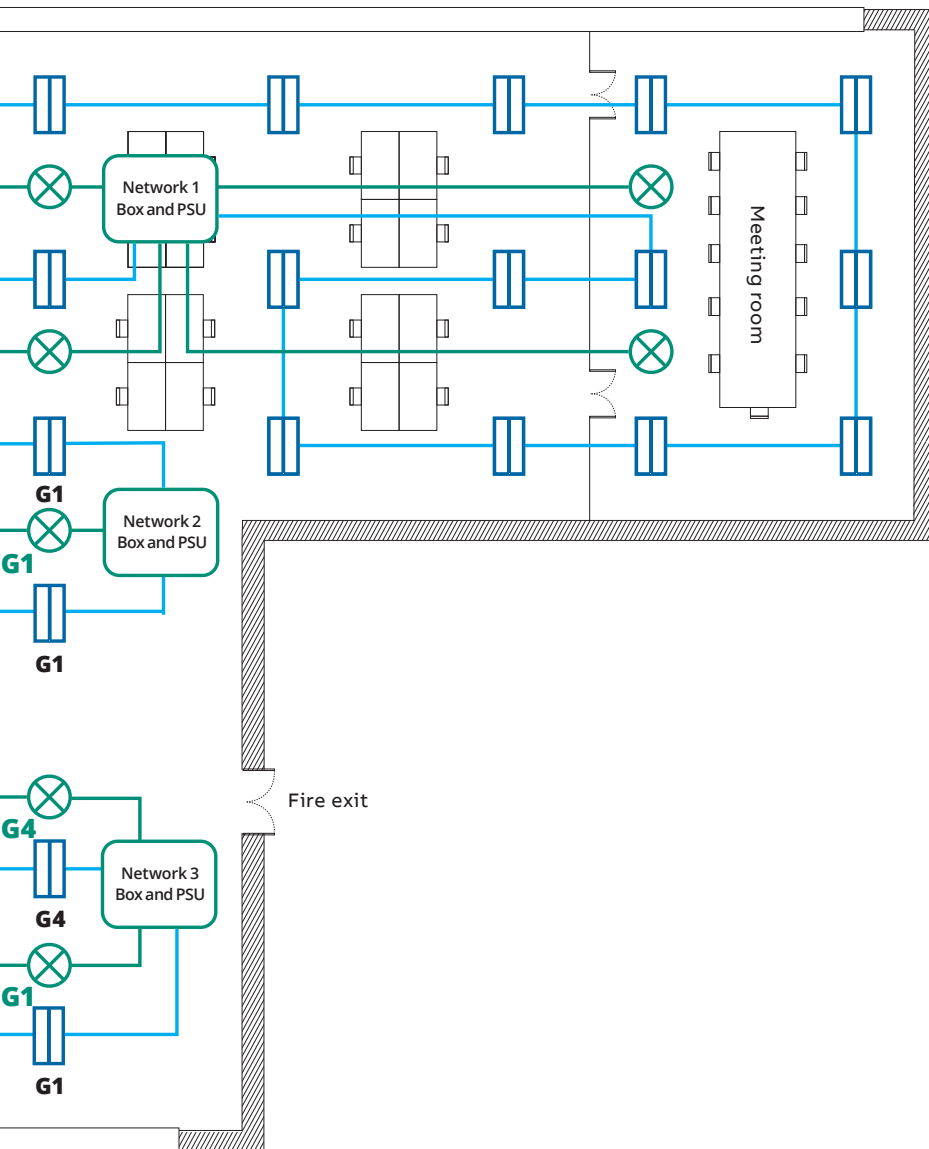 Network 1
Box and PSU
Meeting room
G1
Network 2
Box and PSU
G1
G1
Fire exit
G4
Network 3
Box and PSU
G4
G1
G1